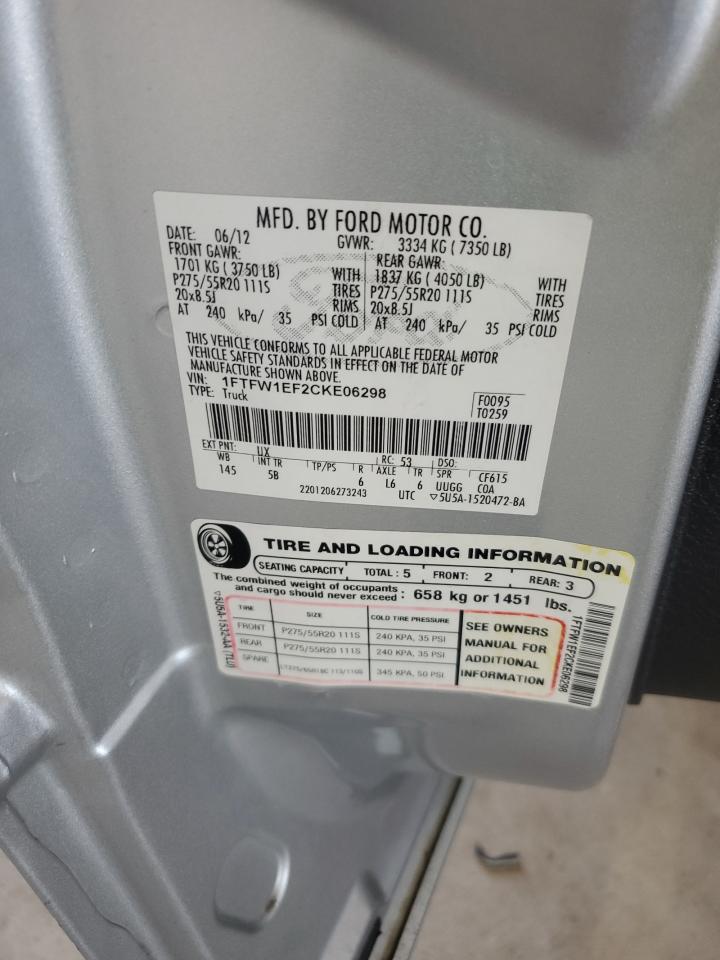 MFD. BY FORD MOTOR CO.
DATE: 06/12 GVWR: 3334 KG ( 7350 LB)
FRONT GAWR: REAR GAWR:
1701 KG ( 3750 LB) WITH 1837 KG ( 4050 LB) WITH
P275/55R20 111S TIRES P275/55R20 111S TIRES
20x8.5J RIMS 20x8.5J RIMS
AT 240 kPa/ 35 PSI COLD AT 240 kPa/ 35 PSI COLD
THIS VEHICLE CONFORMS TO ALL APPLICABLE FEDERAL MOTOR
VEHICLE SAFETY STANDARDS IN EFFECT ON THE DATE OF
MANUFACTURE SHOWN ABOVE.
VIN: 1FTFW1EF2CKE06298
TYPE: Truck
F0095
T0259
EXT PNT: UX RC: 53 DSO:
WB INT TR TP/PS R AXLE TR SPR CF615
145 5B 6 L6 6 UUGG COA
2201206273243 UTC ▽5U5A-1520472-BA
TIRE AND LOADING INFORMATION
SEATING CAPACITY TOTAL : 5 FRONT: 2 REAR: 3
The combined weight of occupants
and cargo should never exceed : 658 kg or 1451 lbs.
TIRE SIZE COLD TIRE PRESSURE
FRONT P275/55R20 111S 240 KPA, 35 PSI
REAR P275/55R20 111S 240 KPA, 35 PSI
SPARE 345 KPA, 50 PSI
SEE OWNERS
MANUAL FOR
ADDITIONAL
INFORMATION
1FTFW1EF2CKE06298